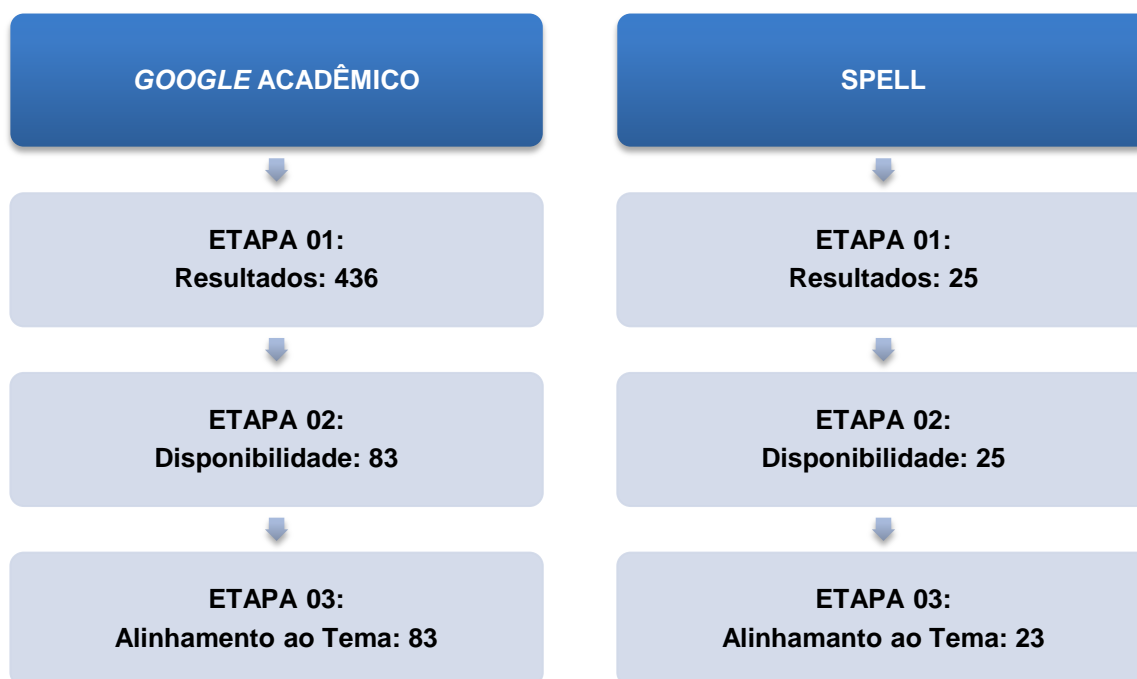 GOOGLE ACADÊMICO
ETAPA 01:
Resultados: 436
ETAPA 02:
Disponibilidade: 83
ETAPA 03:
Alinhamento ao Tema: 83
SPELL
ETAPA 01:
Resultados: 25
ETAPA 02:
Disponibilidade: 25
ETAPA 03:
Alinhamanto ao Tema: 23